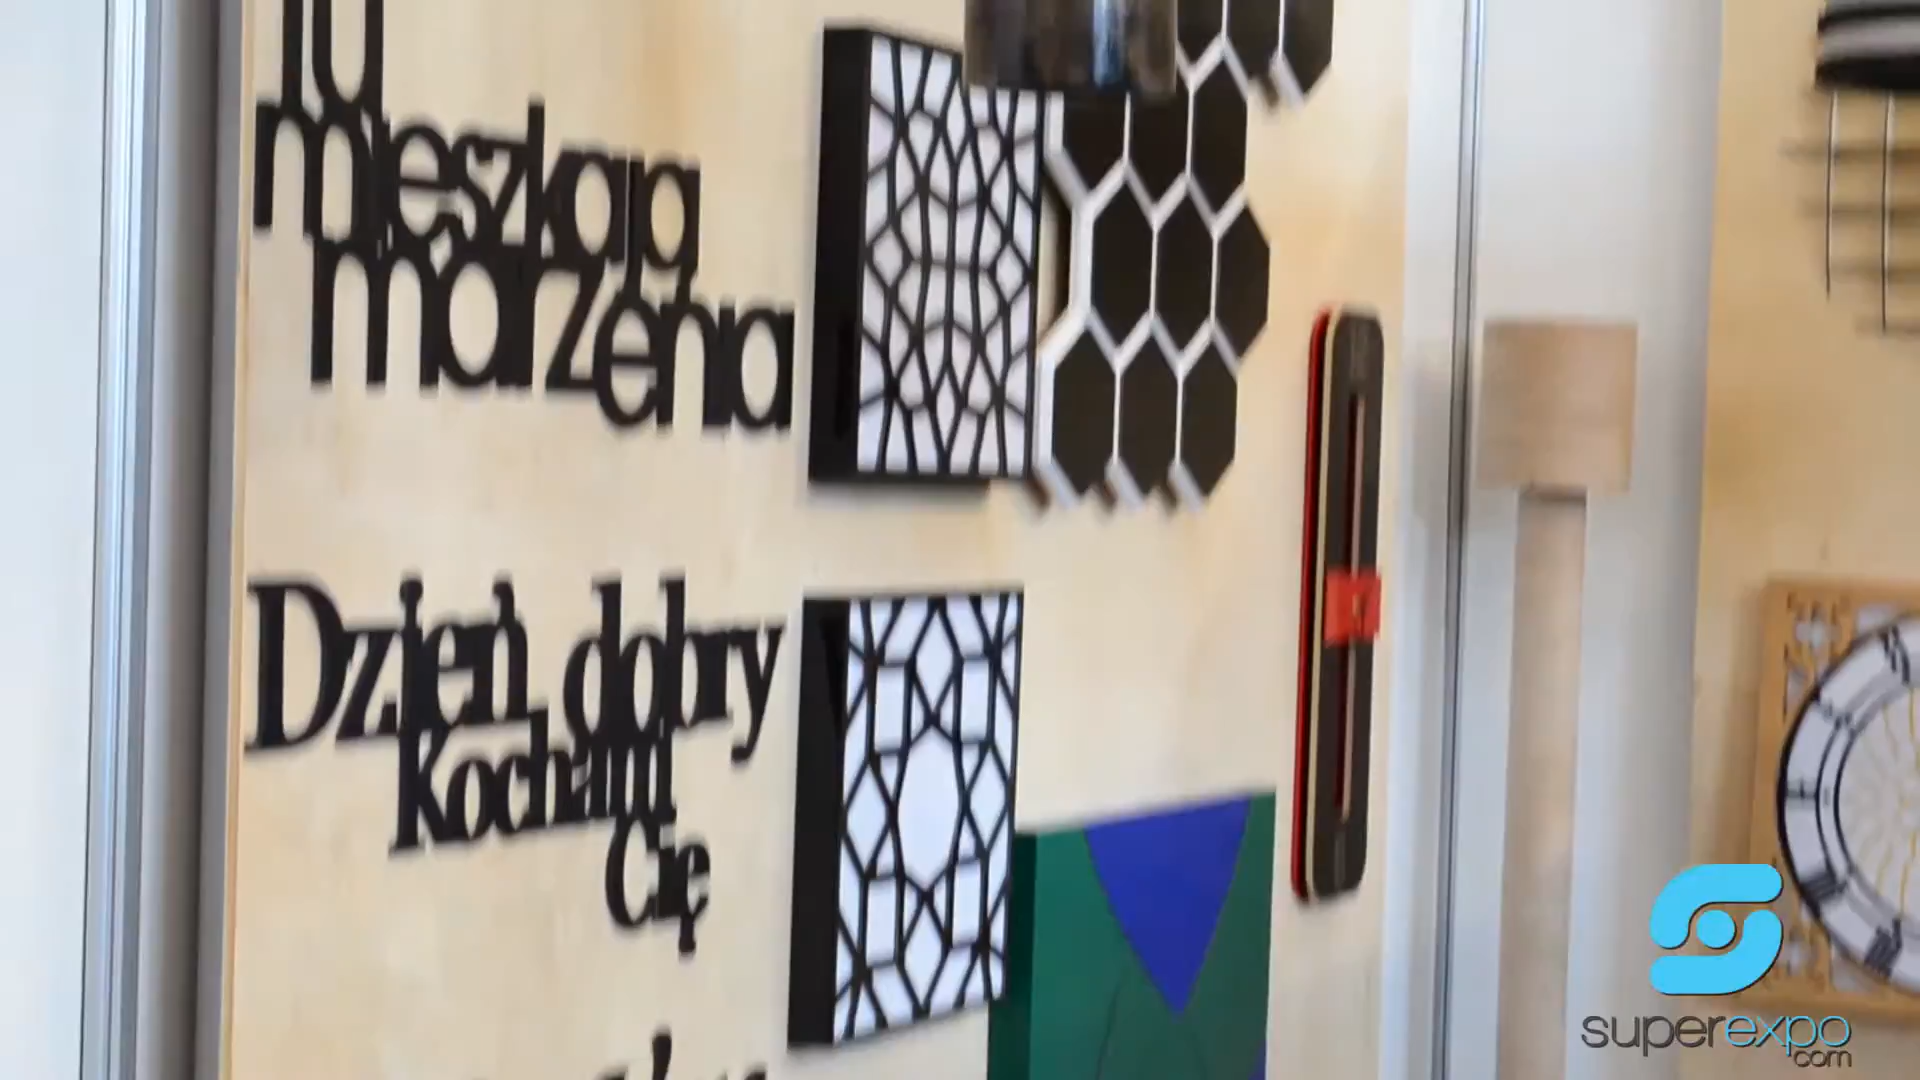 Tu
mieszkają
marzenia
Dzień dobry
Kocham
Cię
superexpo
.com